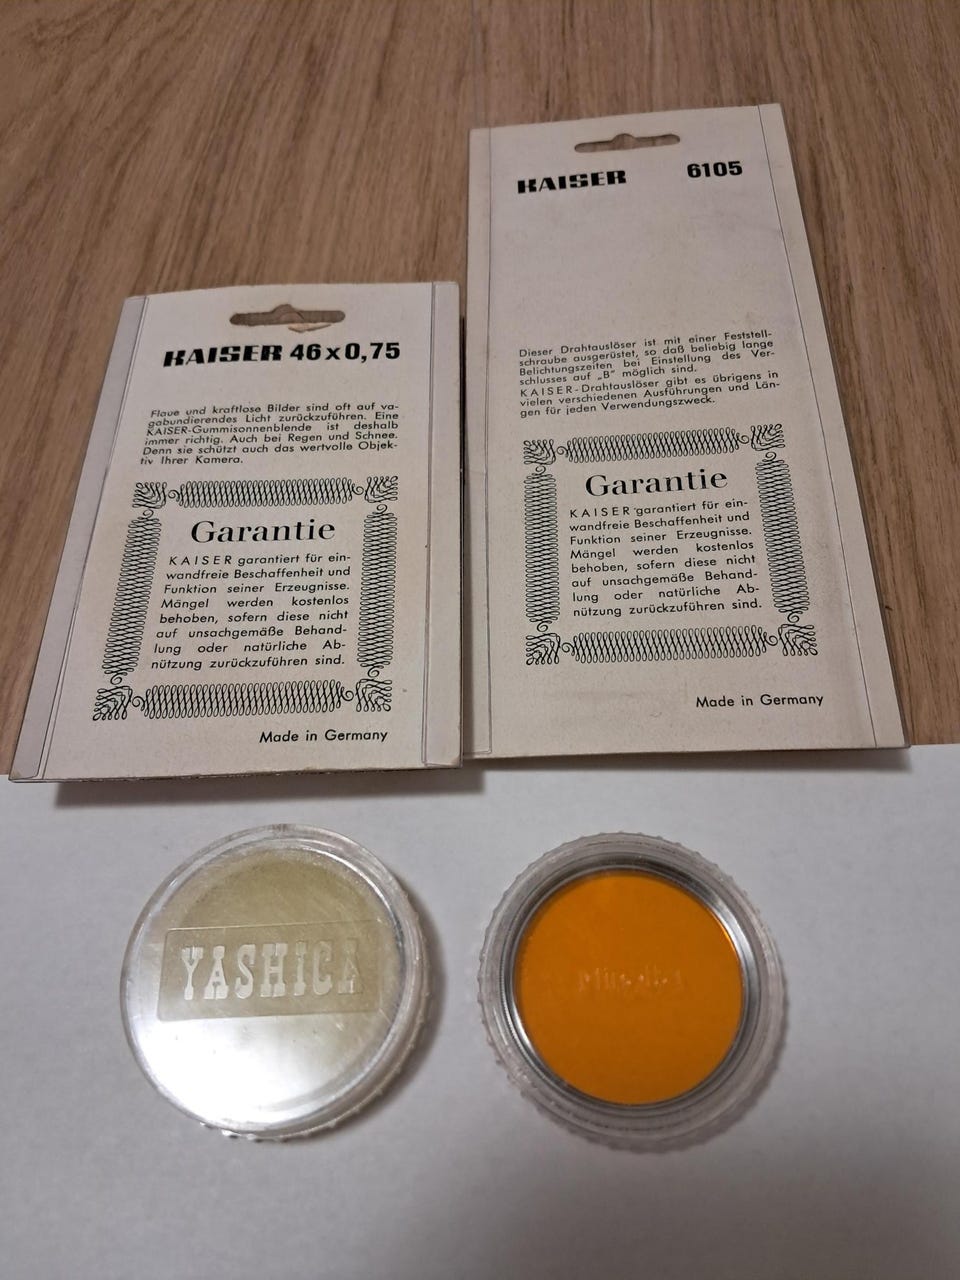 KAISER 46x0,75
Flaue und kraftlose Bilder sind oft auf va-
gabundierendes Licht zurückzuführen. Eine
KAISER-Gummisonnenblende ist deshalb
immer richtig. Auch bei Regen und Schnee.
Denn sie schützt auch das wertvolle Objek-
tiv Ihrer Kamera.
Garantie
KAISER garantiert für ein-
wandfreie Beschaffenheit und
Funktion seiner Erzeugnisse.
Mängel werden kostenlos
behoben, sofern diese nicht
auf unsachgemäße Behand-
lung oder natürliche Ab-
nützung zurückzuführen sind.
Made in Germany
KAISER 6105
Dieser Drahtauslöser ist mit einer Feststell-
schraube ausgerüstet, so daß beliebig lange
Belichtungszeiten bei Einstellung des Ver-
schlusses auf „B" möglich sind.
KAISER-Drahtauslöser gibt es übrigens in
vielen verschiedenen Ausführungen und Län-
gen für jeden Verwendungszweck.
Garantie
KAISER garantiert für ein-
wandfreie Beschaffenheit und
Funktion seiner Erzeugnisse.
Mängel werden kostenlos
behoben, sofern diese nicht
auf unsachgemäße Behand-
lung oder natürliche Ab-
nützung zurückzuführen sind.
Made in Germany
YASHICA